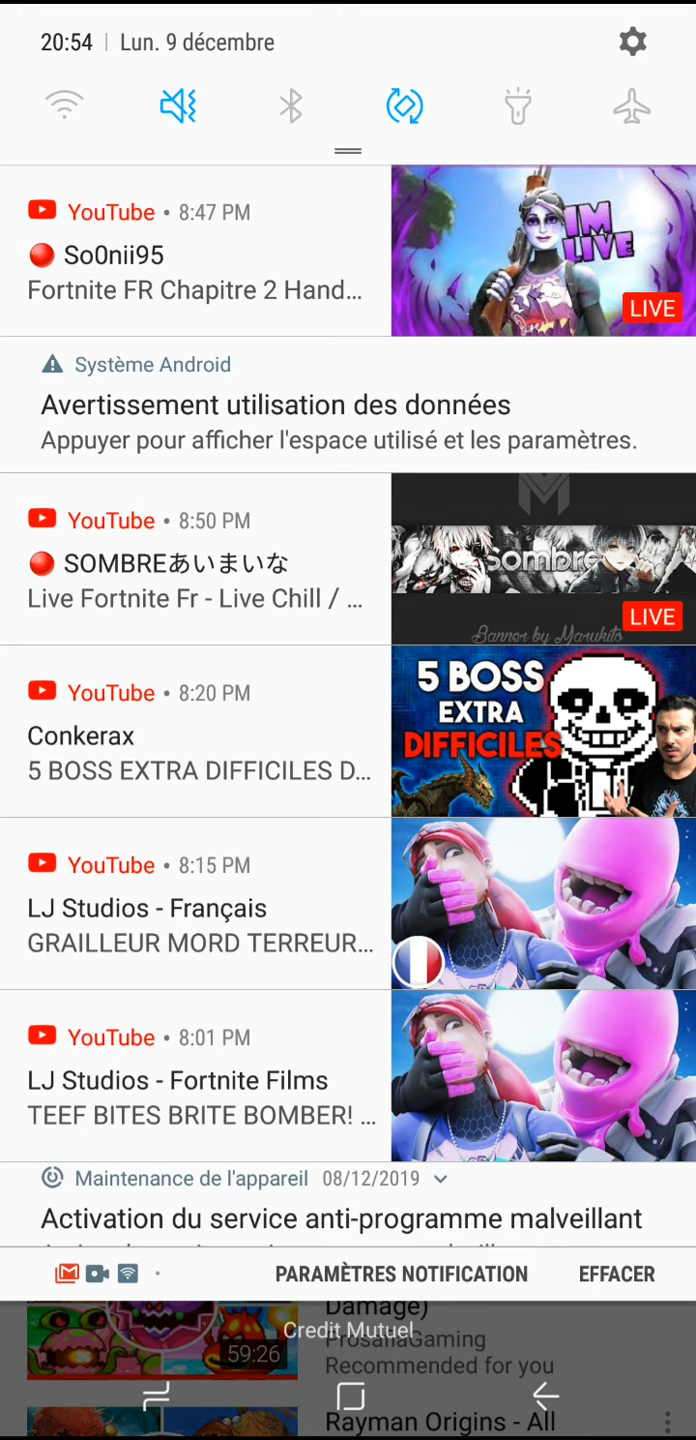 20:54 | Lun. 9 décembre
YouTube • 8:47 PM
So0nii95
Fortnite FR Chapitre 2 Hand...
IM
LIVE
LIVE
Système Android
Avertissement utilisation des données
Appuyer pour afficher l'espace utilisé et les paramètres.
YouTube • 8:50 PM
SOMBREあいまいな
Live Fortnite Fr - Live Chill / ...
Sombre
LIVE
Banner by Marukito
YouTube • 8:20 PM
Conkerax
5 BOSS EXTRA DIFFICILES D...
5 BOSS
EXTRA
DIFFICILES
YouTube • 8:15 PM
LJ Studios - Français
GRAILLEUR MORD TERREUR...
YouTube • 8:01 PM
LJ Studios - Fortnite Films
TEEF BITES BRITE BOMBER! ...
Maintenance de l'appareil 08/12/2019
Activation du service anti-programme malveillant
PARAMÈTRES NOTIFICATION EFFACER
Damage)
Credit Mutuel
ProsafiaGaming
59:26
Recommended for you
Rayman Origins - All